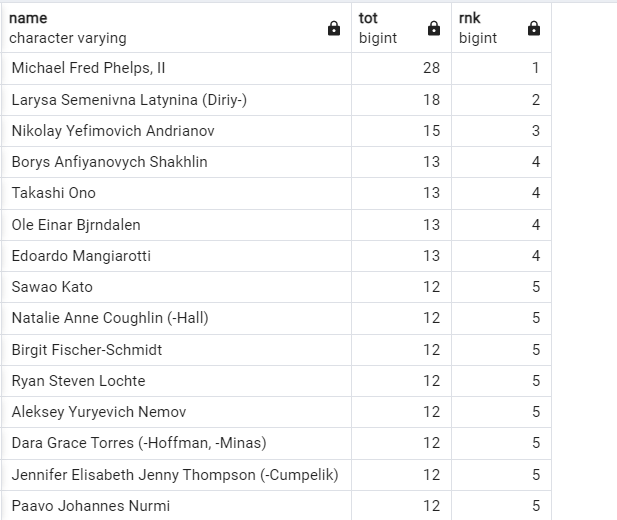 name tot rnk
character varying bigint bigint
Michael Fred Phelps, II 28 1
Larysa Semenivna Latynina (Diriy-) 18 2
Nikolay Yefimovich Andrianov 15 3
Borys Anfiyanovych Shakhlin 13 4
Takashi Ono 13 4
Ole Einar Bjrndalen 13 4
Edoardo Mangiarotti 13 4
Sawao Kato 12 5
Natalie Anne Coughlin (-Hall) 12 5
Birgit Fischer-Schmidt 12 5
Ryan Steven Lochte 12 5
Aleksey Yuryevich Nemov 12 5
Dara Grace Torres (-Hoffman, -Minas) 12 5
Jennifer Elisabeth Jenny Thompson (-Cumpelik) 12 5
Paavo Johannes Nurmi 12 5